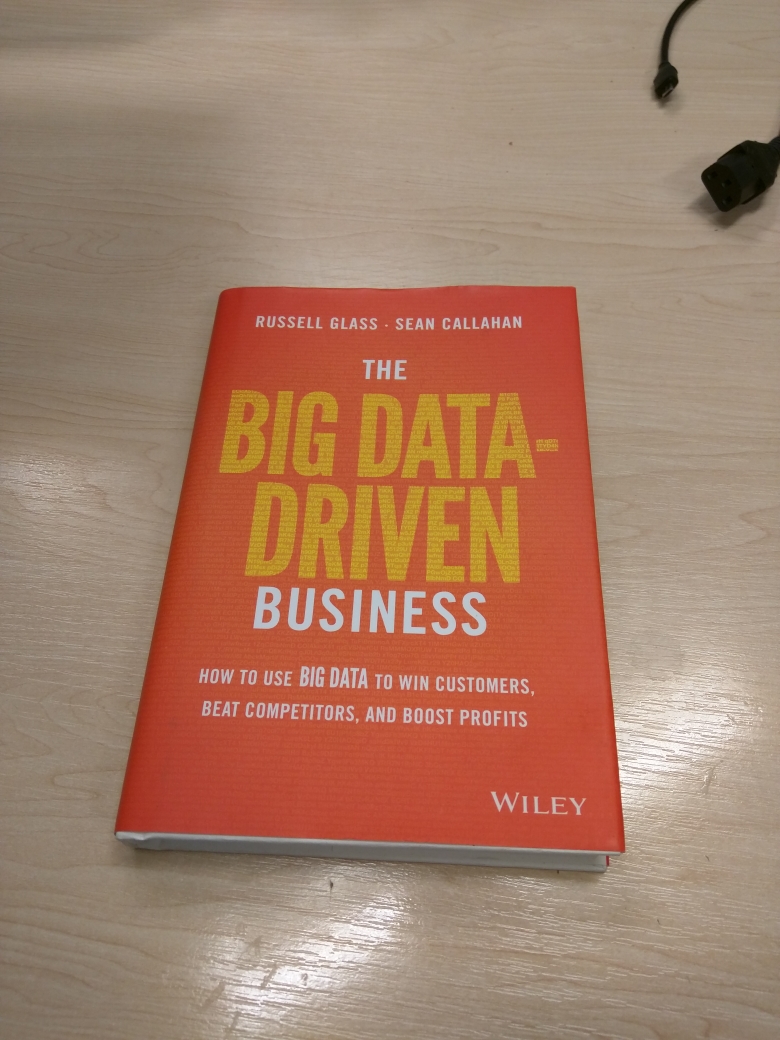 RUSSELL GLASS · SEAN CALLAHAN
THE
BIG DATA-
DRIVEN
BUSINESS
HOW TO USE BIG DATA TO WIN CUSTOMERS,
BEAT COMPETITORS, AND BOOST PROFITS
WILEY